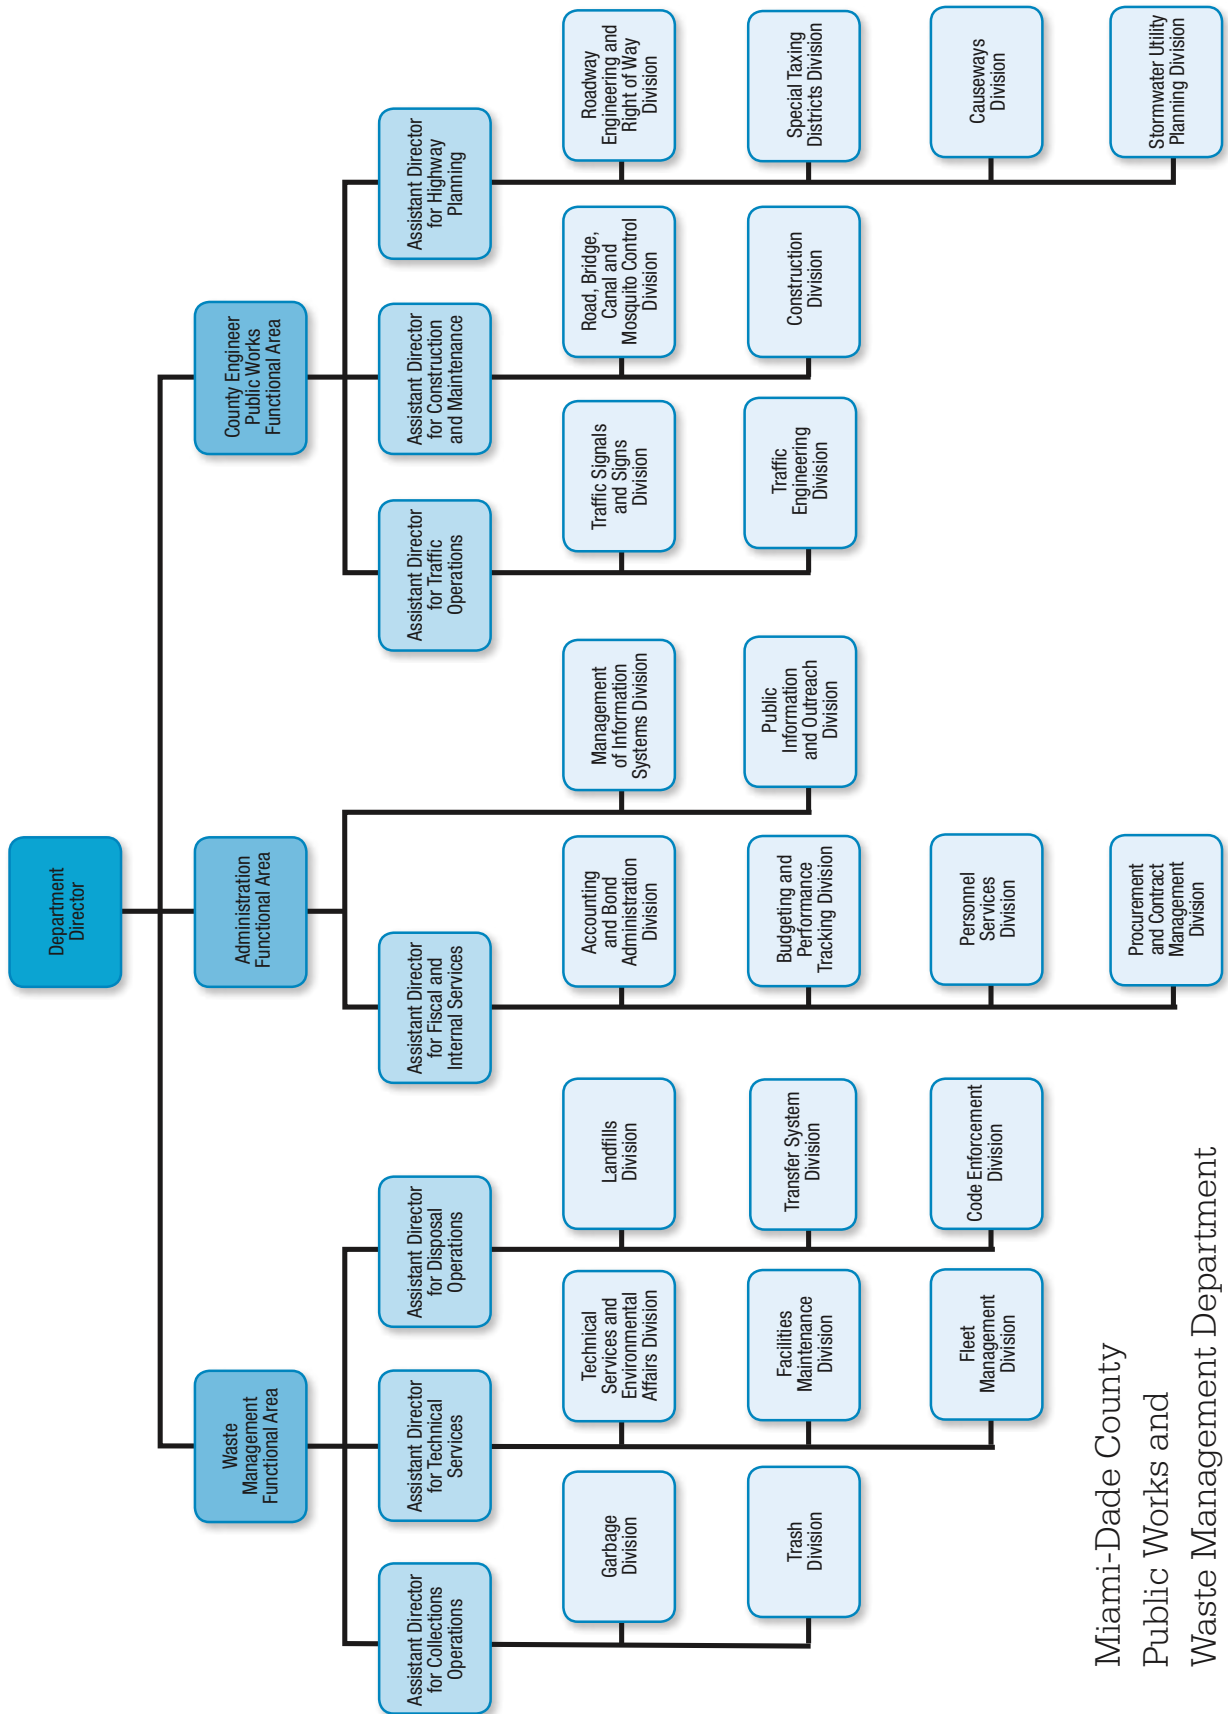 Department
Director
Waste
Management
Functional Area
Administration
Functional Area
County Engineer
Public Works
Functional Area
Assistant Director
for Collections
Operations
Assistant Director
for Technical
Services
Assistant Director
for Disposal
Operations
Assistant Director
for Fiscal and
Internal Services
Assistant Director
for Traffic
Operations
Assistant Director
for Construction
and Maintenance
Assistant Director
for Highway
Planning
Garbage
Division
Technical
Services and
Environmental
Affairs Division
Landfills
Division
Accounting
and Bond
Administration
Division
Management
of Information
Systems Division
Traffic Signals
and Signs
Division
Road, Bridge,
Canal and
Mosquito Control
Division
Roadway
Engineering and
Right of Way
Division
Trash
Division
Facilities
Maintenance
Division
Transfer System
Division
Budgeting and
Performance
Tracking Division
Public
Information
and Outreach
Division
Traffic
Engineering
Division
Construction
Division
Special Taxing
Districts Division
Fleet
Management
Division
Code Enforcement
Division
Personnel
Services
Division
Causeways
Division
Procurement
and Contract
Management
Division
Stormwater Utility
Planning Division
Miami-Dade County
Public Works and
Waste Management Department